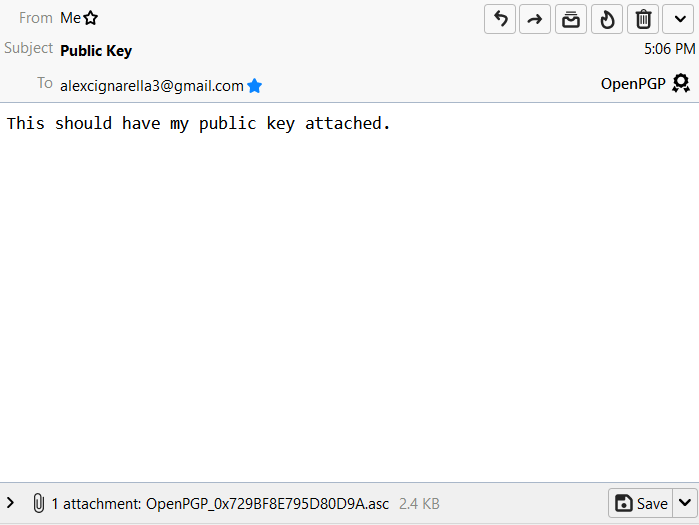 From Me
Subject Public Key 5:06 PM
To alexcignarella3@gmail.com OpenPGP
This should have my public key attached.
1 attachment: OpenPGP_0x729BF8E795D80D9A.asc 2.4 KB Save